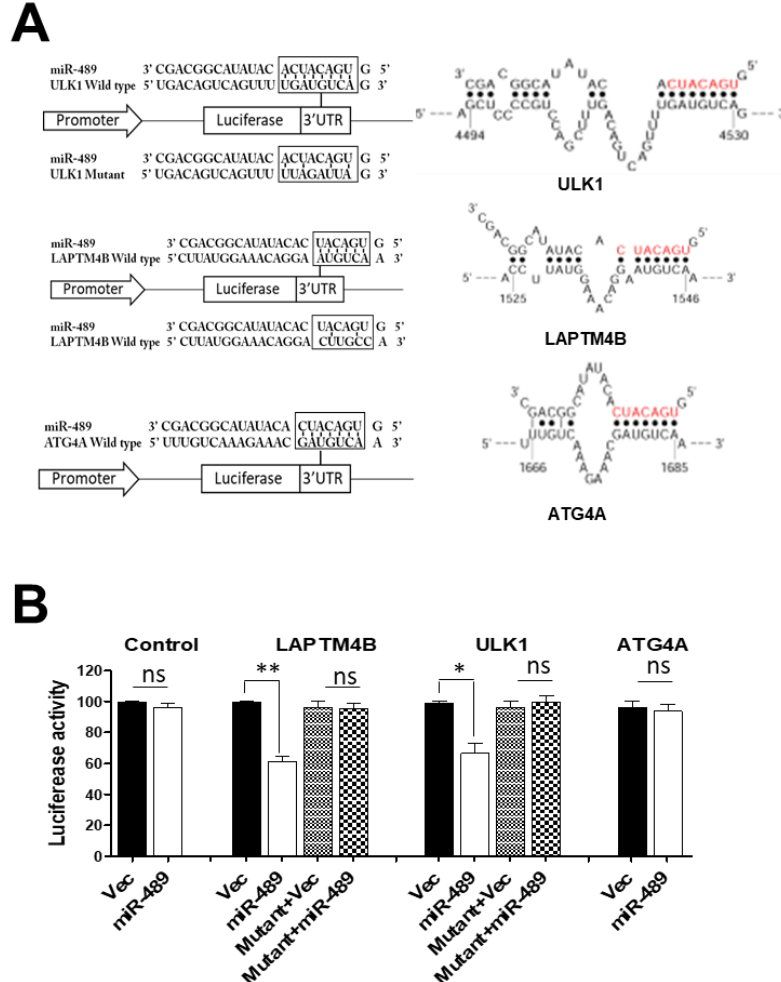 A
miR-489 3' CGACGGCAUAUAC ACUACAGU G 5'
ULK1 Wild type 5' UGACAGUCAGUUU UGAUGUCA G 3'
Promoter Luciferase 3'UTR
miR-489 3' CGACGGCAUAUAC ACUACAGU G 5'
ULK1 Mutant 5' UGACAGUCAGUUU UUAGAUUA G 3'
4494 4530
ULK1
miR-489 3' CGACGGCAUAUACAC UACAGU G 5'
LAPTM4B Wild type 5' CUUAUGGAAACAGGA AUGUCA A 3'
Promoter Luciferase 3'UTR
miR-489 3' CGACGGCAUAUACAC UACAGU G 5'
LAPTM4B Wild type 5' CUUAUGGAAACAGGA CUUGCC A 3'
1525 1546
LAPTM4B
miR-489 3' CGACGGCAUAUACA CUACAGU G 5'
ATG4A Wild type 5' UUUGUCAAAGAAAC GAUGUCA A 3'
Promoter Luciferase 3'UTR
1666 1685
ATG4A
B
Control LAPTM4B ULK1 ATG4A
ns ** ns * ns ns
Luciferease activity
120
100
80
60
40
20
0
Vec miR-489 Vec miR-489 Mutant+Vec Mutant+miR-489 Vec miR-489 Mutant+Vec Mutant+miR-489 Vec miR-489